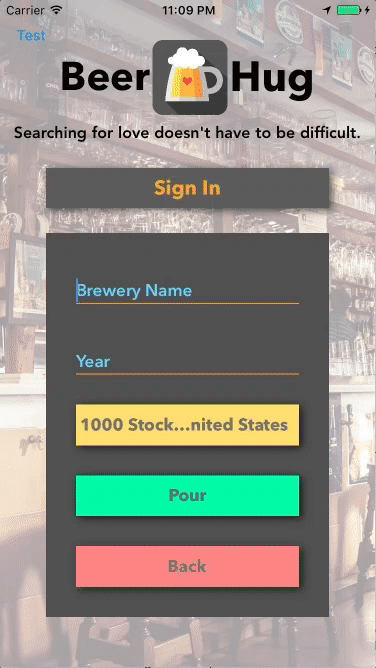 Carrier 11:09 PM
Test
Beer Hug
Searching for love doesn't have to be difficult.
Sign In
Brewery Name
Year
1000 Stock...nited States
Pour
Back